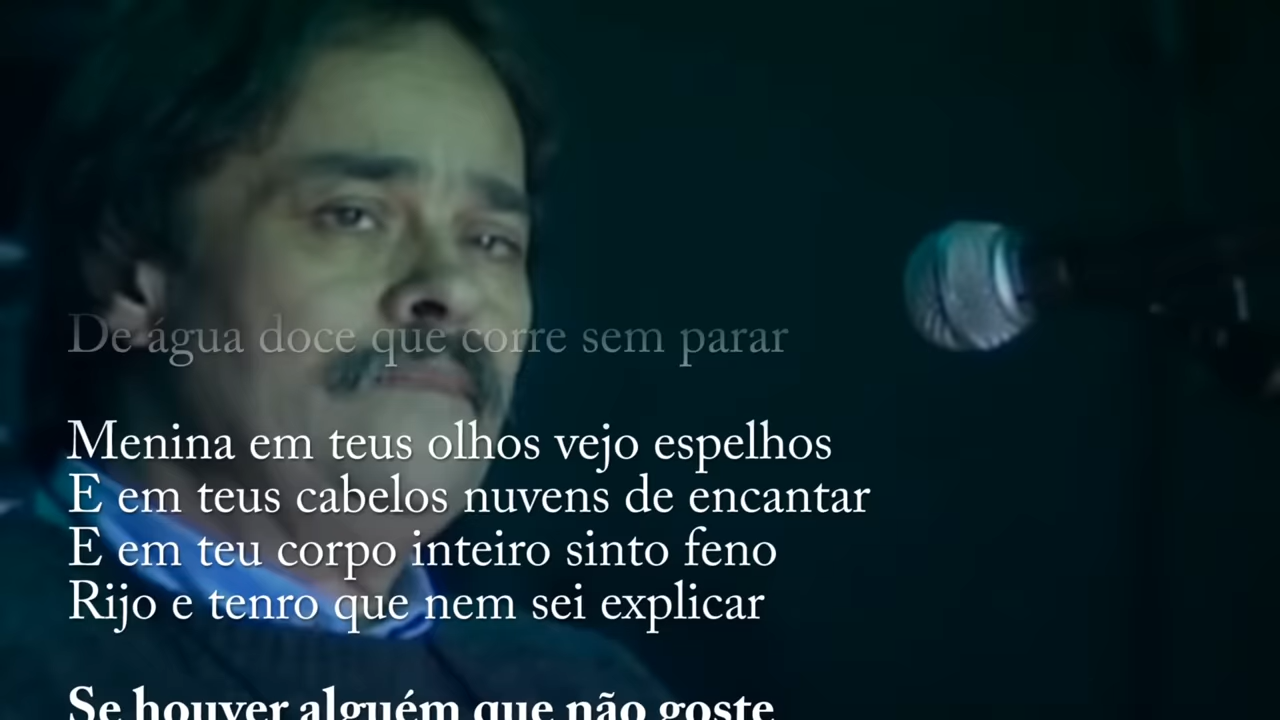 De água doce que corre sem parar
Menina em teus olhos vejo espelhos
E em teus cabelos nuvens de encantar
E em teu corpo inteiro sinto feno
Rijo e tenro que nem sei explicar
Se houver alguém que não goste